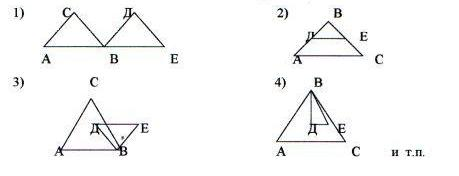 1) С Д 2) В
Д Е
А В Е А С
3) С 4) В
Д Е Д Е
А В А С и т.п.